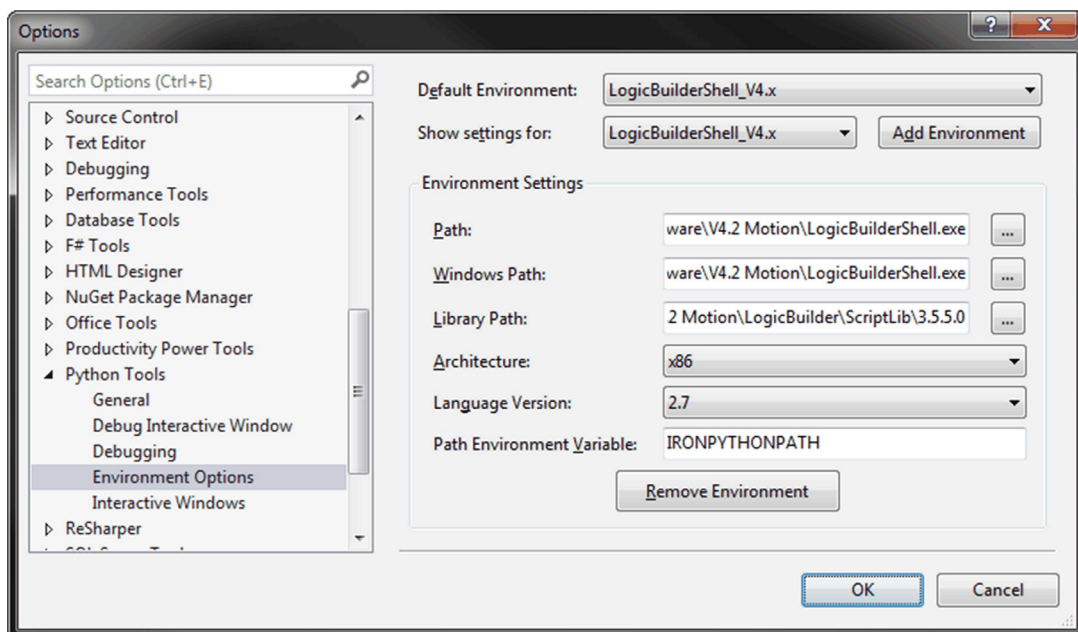 Options
Search Options (Ctrl+E)
Source Control
Text Editor
Debugging
Performance Tools
Database Tools
F# Tools
HTML Designer
NuGet Package Manager
Office Tools
Productivity Power Tools
Python Tools
General
Debug Interactive Window
Debugging
Environment Options
Interactive Windows
ReSharper
Default Environment: LogicBuilderShell_V4.x
Show settings for: LogicBuilderShell_V4.x Add Environment
Environment Settings
Path: ware\V4.2 Motion\LogicBuilderShell.exe ...
Windows Path: ware\V4.2 Motion\LogicBuilderShell.exe ...
Library Path: 2 Motion\LogicBuilder\ScriptLib\3.5.5.0 ...
Architecture: x86
Language Version: 2.7
Path Environment Variable: IRONPYTHONPATH
Remove Environment
OK Cancel